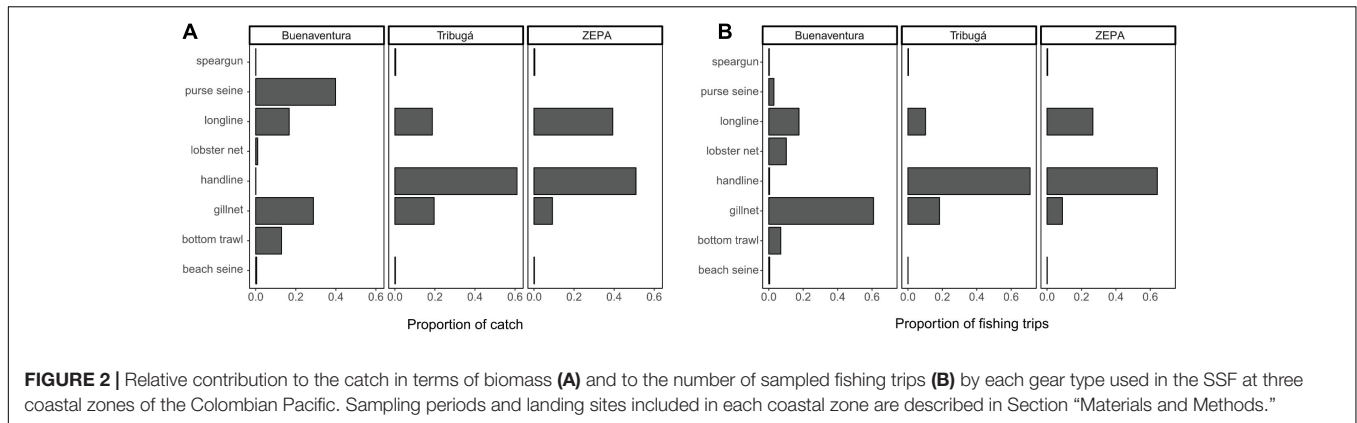 A
B
Buenaventura Tribugá ZEPA
Buenaventura Tribugá ZEPA
speargun
purse seine
longline
lobster net
handline
gillnet
bottom trawl
beach seine
0.0 0.2 0.4 0.6 0.0 0.2 0.4 0.6 0.0 0.2 0.4 0.6
Proportion of catch
speargun
purse seine
longline
lobster net
handline
gillnet
bottom trawl
beach seine
0.0 0.2 0.4 0.6 0.0 0.2 0.4 0.6 0.0 0.2 0.4 0.6
Proportion of fishing trips
FIGURE 2 | Relative contribution to the catch in terms of biomass (A) and to the number of sampled fishing trips (B) by each gear type used in the SSF at three
coastal zones of the Colombian Pacific. Sampling periods and landing sites included in each coastal zone are described in Section “Materials and Methods.”